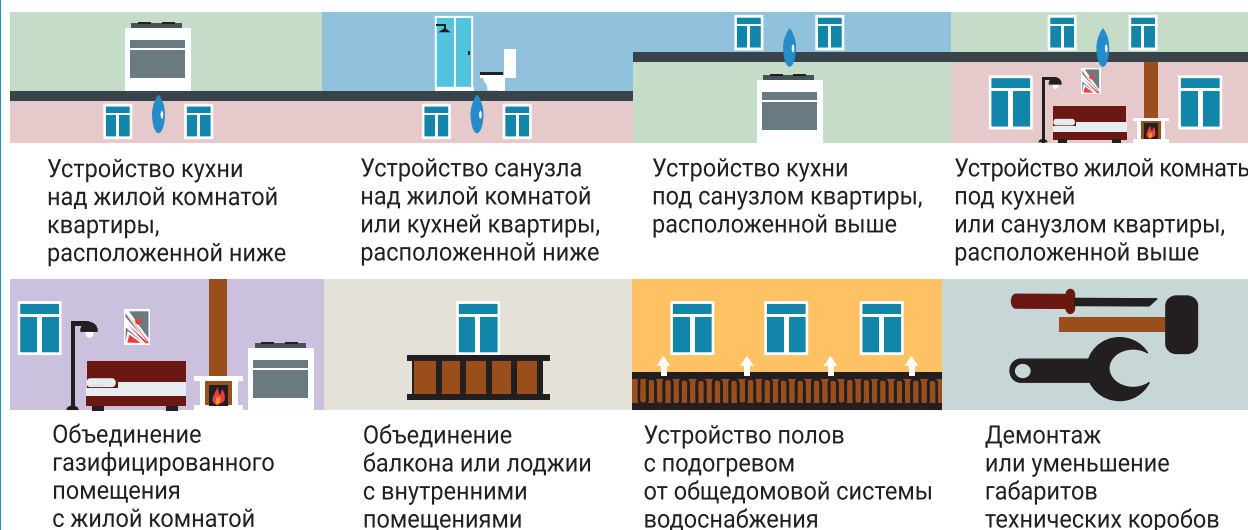 Устройство кухни
над жилой комнатой
квартиры,
расположенной ниже
Устройство санузла
над жилой комнатой
или кухней квартиры,
расположенной ниже
Устройство кухни
под санузлом квартиры,
расположенной выше
Устройство жилой комнаты
под кухней
или санузлом квартиры,
расположенной выше
Объединение
газифицированного
помещения
с жилой комнатой
Объединение
балкона или лоджии
с внутренними
помещениями
Устройство полов
с подогревом
от общедомовой системы
водоснабжения
Демонтаж
или уменьшение
габаритов
технических коробов